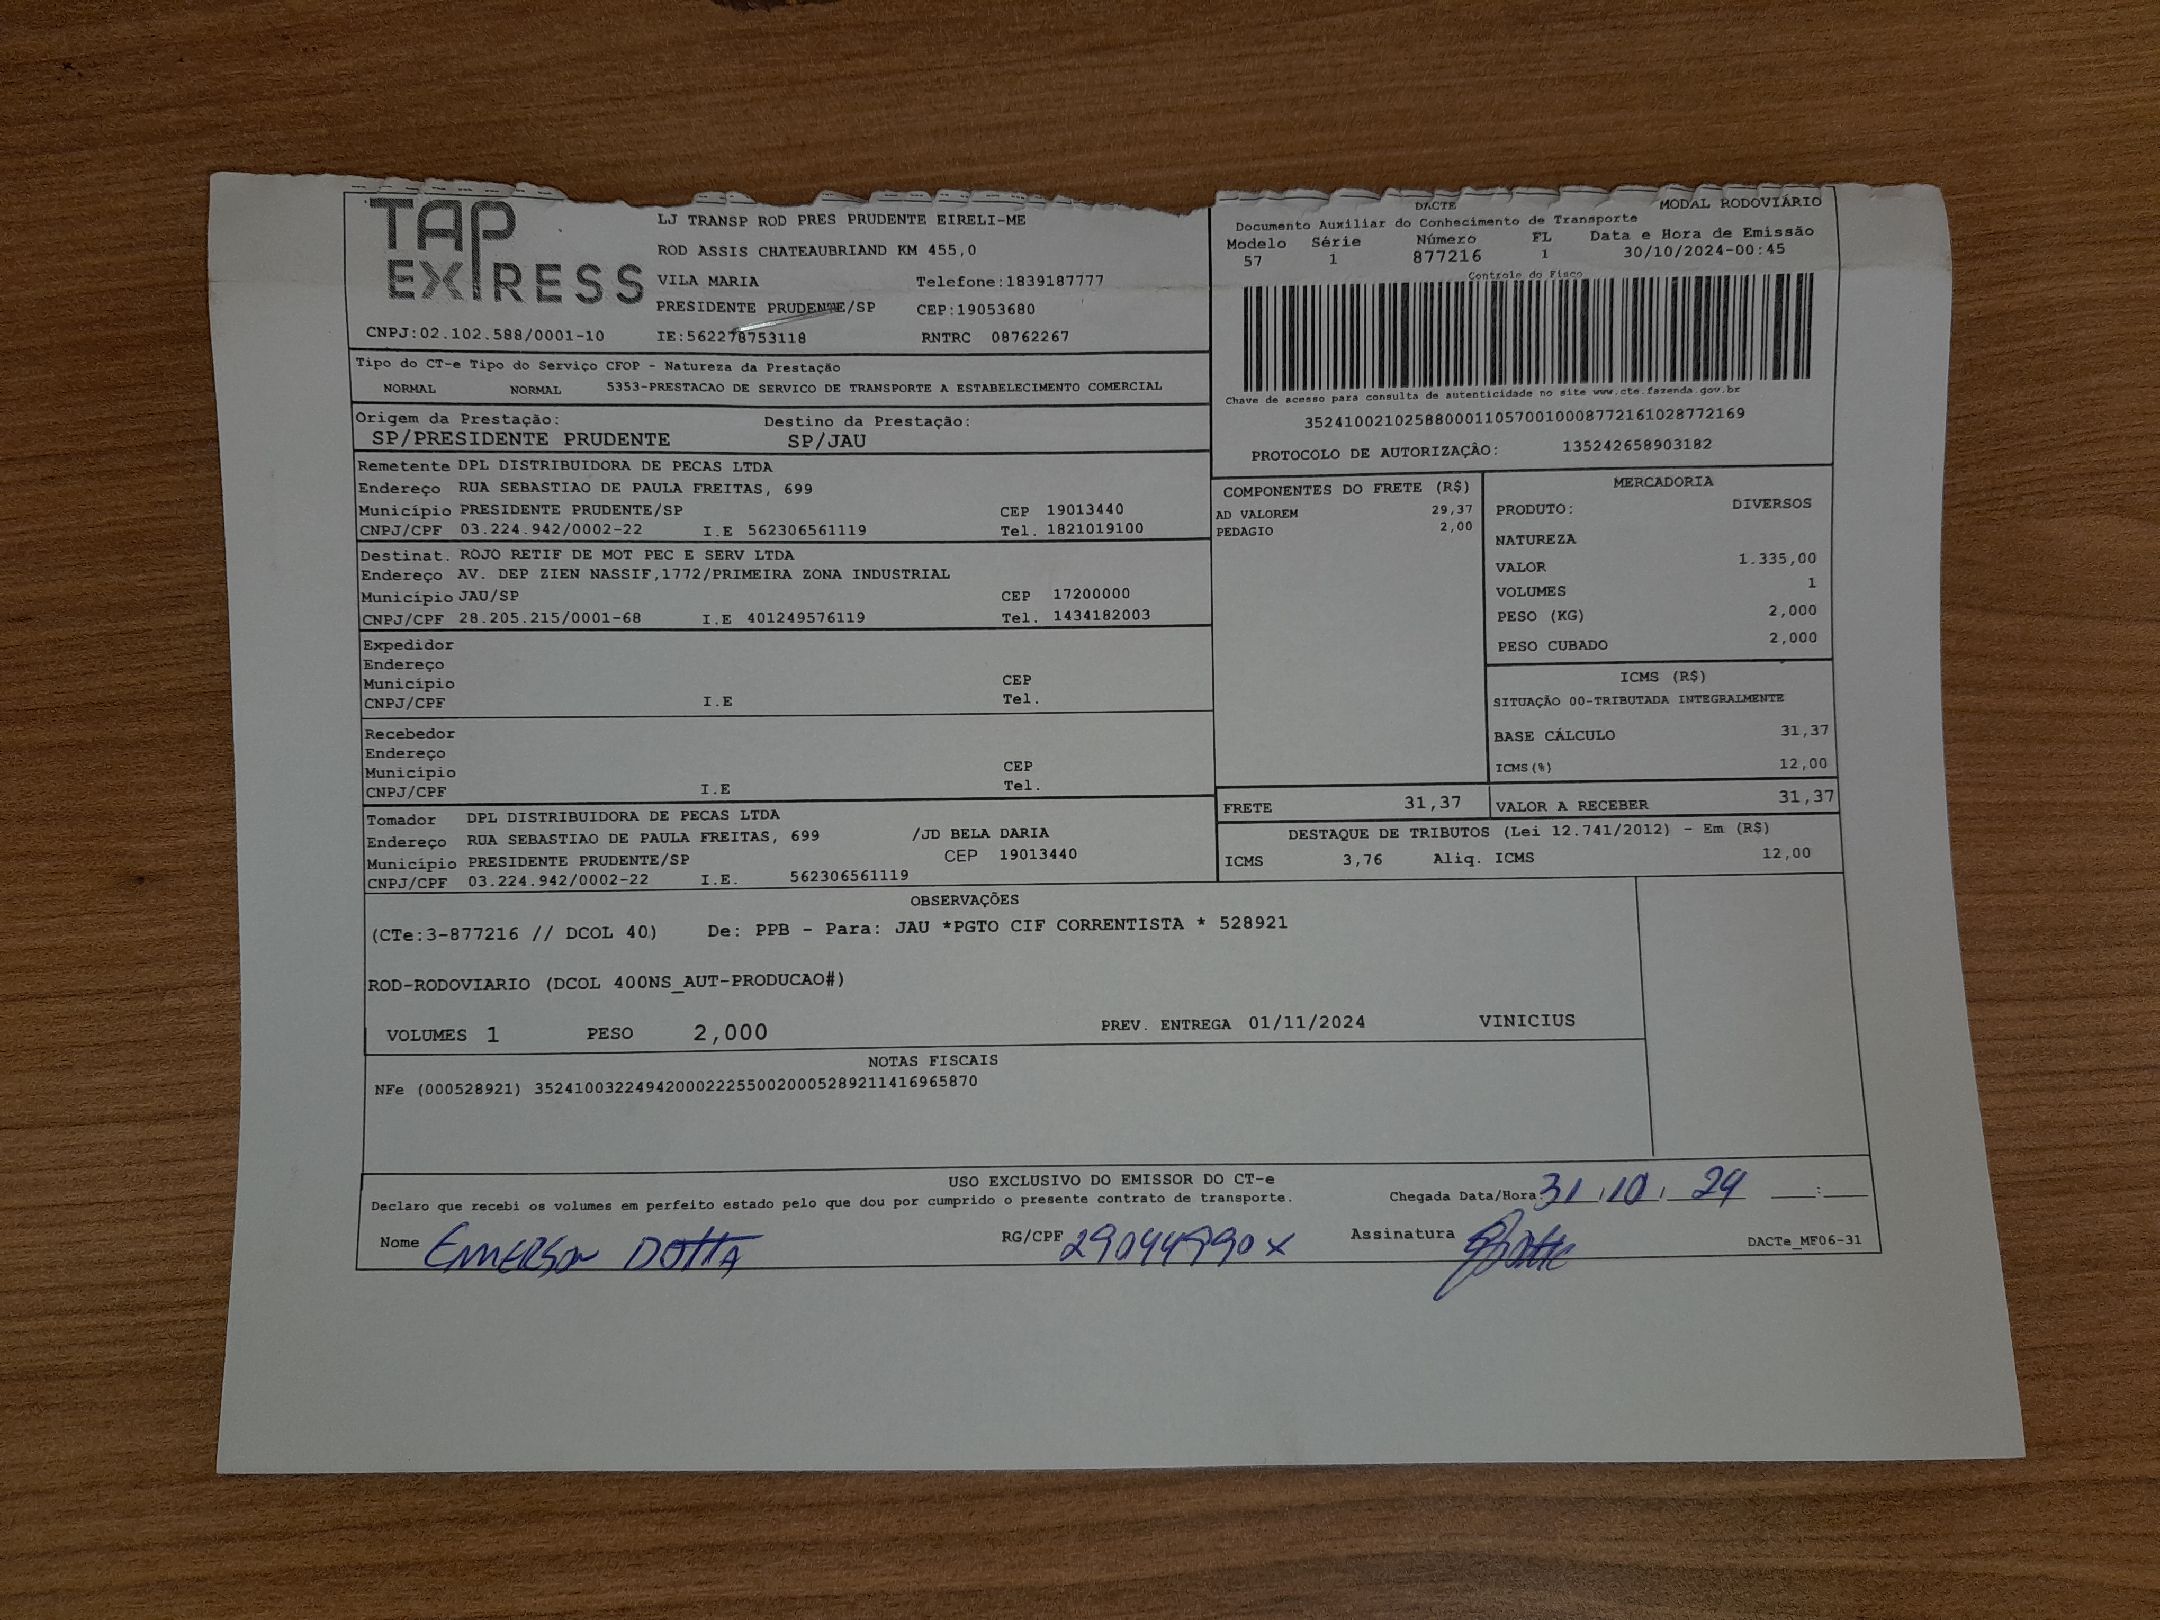 TAP
EXPRESS
LJ TRANSP ROD PRES PRUDENTE EIRELI-ME
ROD ASSIS CHATEAUBRIAND KM 455,0
VILA MARIA Telefone:1839187777
PRESIDENTE PRUDENTE/SP CEP:19053680
CNPJ:02.102.588/0001-10 IE:562278753118 RNTRC 08762267
DACTE MODAL RODOVIÁRIO
Documento Auxiliar do Conhecimento de Transporte
Modelo Série Número FL Data e Hora de Emissão
57 1 877216 1 30/10/2024-00:45
Controle do Fisco
Chave de acesso para consulta de autenticidade no site www.cte.fazenda.gov.br
35241002102588000110570010008772161028772169
PROTOCOLO DE AUTORIZAÇÃO: 135242658903182
Tipo do CT-e Tipo do Serviço CFOP - Natureza da Prestação
NORMAL NORMAL 5353-PRESTACAO DE SERVICO DE TRANSPORTE A ESTABELECIMENTO COMERCIAL
Origem da Prestação: Destino da Prestação:
SP/PRESIDENTE PRUDENTE SP/JAU
Remetente DPL DISTRIBUIDORA DE PECAS LTDA
Endereço RUA SEBASTIAO DE PAULA FREITAS, 699
Município PRESIDENTE PRUDENTE/SP CEP 19013440
CNPJ/CPF 03.224.942/0002-22 I.E 562306561119 Tel. 1821019100
Destinat. ROJO RETIF DE MOT PEC E SERV LTDA
Endereço AV. DEP ZIEN NASSIF,1772/PRIMEIRA ZONA INDUSTRIAL
Município JAU/SP CEP 17200000
CNPJ/CPF 28.205.215/0001-68 I.E 401249576119 Tel. 1434182003
Expedidor
Endereço
Município CEP
CNPJ/CPF I.E Tel.
Recebedor
Endereço
Município CEP
CNPJ/CPF I.E Tel.
Tomador DPL DISTRIBUIDORA DE PECAS LTDA
Endereço RUA SEBASTIAO DE PAULA FREITAS, 699 /JD BELA DARIA
Município PRESIDENTE PRUDENTE/SP CEP 19013440
CNPJ/CPF 03.224.942/0002-22 I.E. 562306561119
COMPONENTES DO FRETE (R$)
AD VALOREM 29,37
PEDAGIO 2,00
MERCADORIA
PRODUTO: DIVERSOS
NATUREZA
VALOR 1.335,00
VOLUMES 1
PESO (KG) 2,000
PESO CUBADO 2,000
ICMS (R$)
SITUAÇÃO 00-TRIBUTADA INTEGRALMENTE
BASE CÁLCULO 31,37
ICMS(%) 12,00
FRETE 31,37 VALOR A RECEBER 31,37
DESTAQUE DE TRIBUTOS (Lei 12.741/2012) - Em (R$)
ICMS 3,76 Aliq. ICMS 12,00
OBSERVAÇÕES
(CTe:3-877216 // DCOL 40) De: PPB - Para: JAU *PGTO CIF CORRENTISTA * 528921
ROD-RODOVIARIO (DCOL 400NS_AUT-PRODUCAO#)
VOLUMES 1 PESO 2,000 PREV. ENTREGA 01/11/2024 VINICIUS
NOTAS FISCAIS
NFe (000528921) 35241003224942000222550020005289211416965870
USO EXCLUSIVO DO EMISSOR DO CT-e
Declaro que recebi os volumes em perfeito estado pelo que dou por cumprido o presente contrato de transporte. Chegada Data/Hora: 31/10/24 __:__
Nome EMERSON DOTTA RG/CPF 29044990X Assinatura DACTe_MF06-31